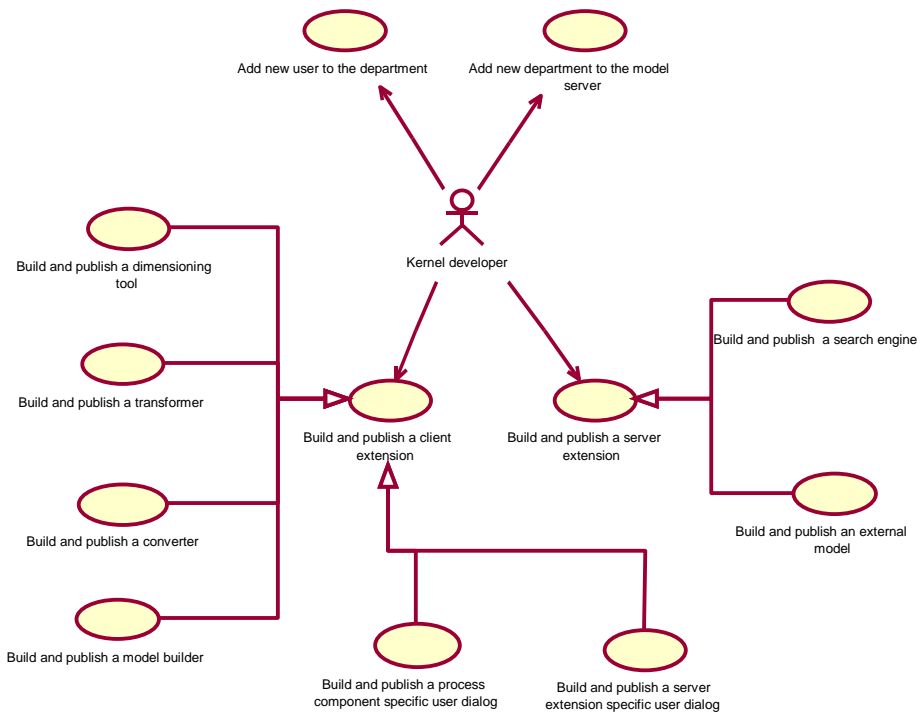 Add new user to the department
Add new department to the model
server
Kernel developer
Build and publish a dimensioning
tool
Build and publish a search engine
Build and publish a transformer
Build and publish a client
extension
Build and publish a server
extension
Build and publish a converter
Build and publish an external
model
Build and publish a model builder
Build and publish a process
component specific user dialog
Build and publish a server
extension specific user dialog